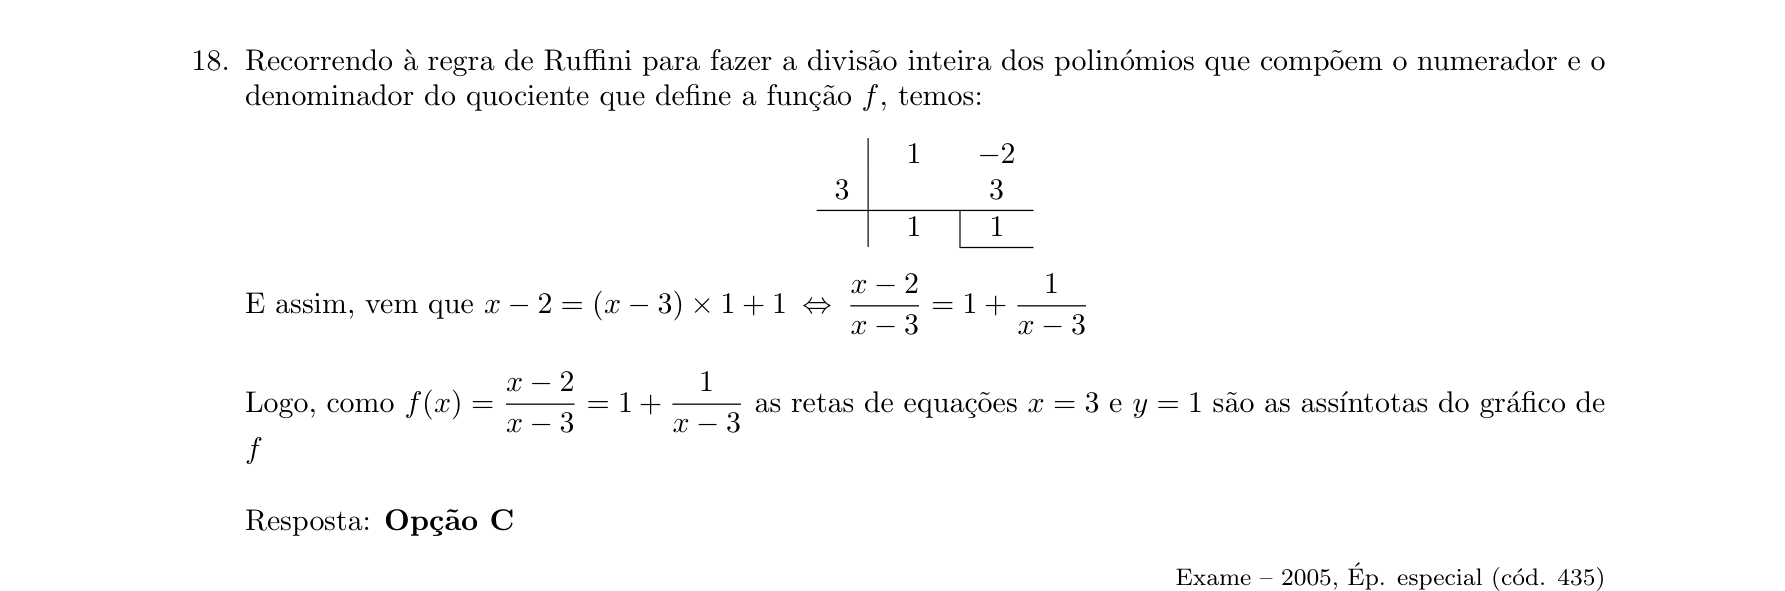 18. Recorrendo à regra de Ruffini para fazer a divisão inteira dos polinómios que compõem o numerador e o
denominador do quociente que define a função f, temos:
1 −2
3 3
1 1
E assim, vem que x − 2 = (x − 3) × 1 + 1 ⇔ \frac{x − 2}{x − 3} = 1 + \frac{1}{x − 3}
Logo, como f(x) = \frac{x − 2}{x − 3} = 1 + \frac{1}{x − 3} as retas de equações x = 3 e y = 1 são as assíntotas do gráfico de
f
Resposta: Opção C
Exame – 2005, Ép. especial (cód. 435)